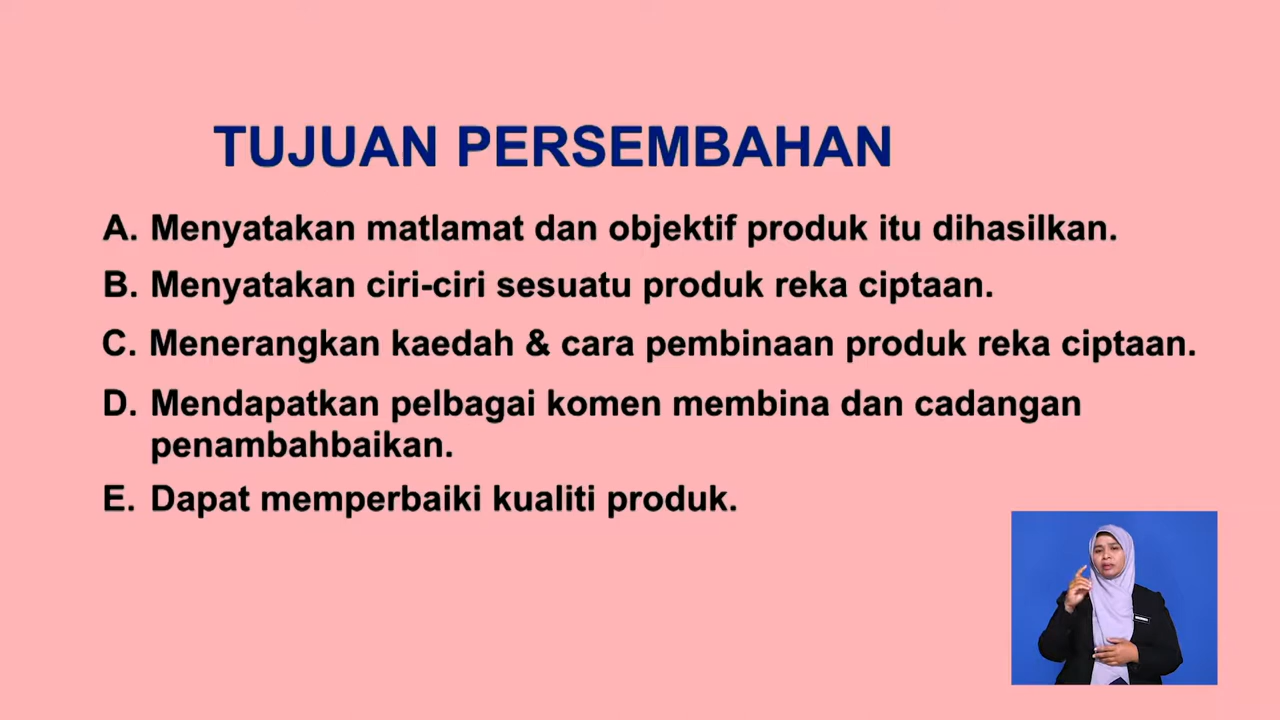 TUJUAN PERSEMBAHAN
A. Menyatakan matlamat dan objektif produk itu dihasilkan.
B. Menyatakan ciri-ciri sesuatu produk reka ciptaan.
C. Menerangkan kaedah & cara pembinaan produk reka ciptaan.
D. Mendapatkan pelbagai komen membina dan cadangan
penambahbaikan.
E. Dapat memperbaiki kualiti produk.